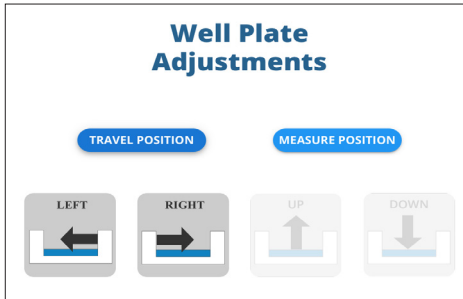 Well Plate
Adjustments
TRAVEL POSITION
MEASURE POSITION
LEFT
RIGHT
UP
DOWN